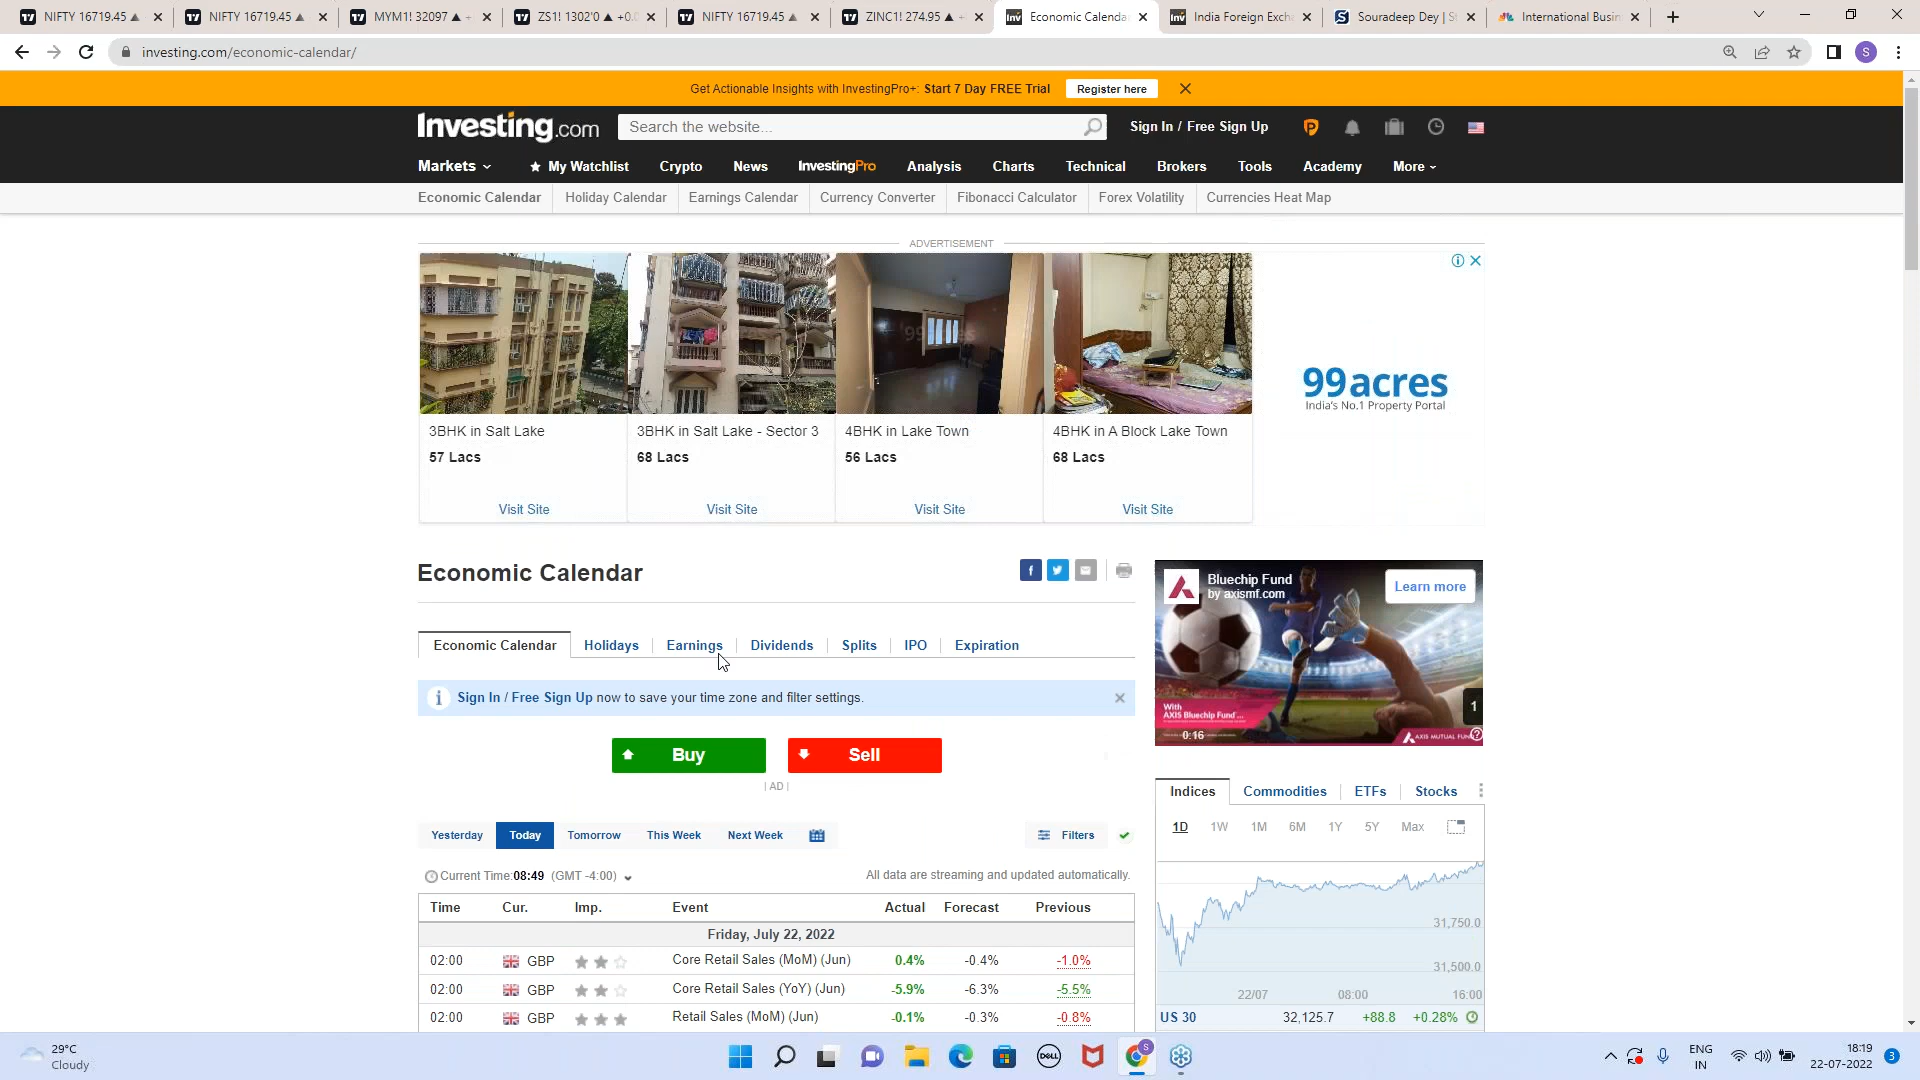 NIFTY 16719.45 ▲
NIFTY 16719.45 ▲
MYM1! 32097 ▲ +
ZS1! 1302'0 ▲ +0.
NIFTY 16719.45 ▲
ZINC1! 274.95 ▲ +
Economic Calenda
India Foreign Exch
Souradeep Dey | S
International Busin
investing.com/economic-calendar/
S
Get Actionable Insights with InvestingPro+: Start 7 Day FREE Trial
Register here
Investing.com
Search the website...
Sign In / Free Sign Up
Markets
★ My Watchlist
Crypto
News
InvestingPro
Analysis
Charts
Technical
Brokers
Tools
Academy
More
Economic Calendar
Holiday Calendar
Earnings Calendar
Currency Converter
Fibonacci Calculator
Forex Volatility
Currencies Heat Map
ADVERTISEMENT
3BHK in Salt Lake
57 Lacs
Visit Site
3BHK in Salt Lake - Sector 3
68 Lacs
Visit Site
4BHK in Lake Town
56 Lacs
Visit Site
4BHK in A Block Lake Town
68 Lacs
Visit Site
99acres
India's No.1 Property Portal
Economic Calendar
Economic Calendar
Holidays
Earnings
Dividends
Splits
IPO
Expiration
Sign In / Free Sign Up now to save your time zone and filter settings.
Buy
Sell
| AD |
Yesterday
Today
Tomorrow
This Week
Next Week
Filters
Current Time:08:49 (GMT -4:00)
All data are streaming and updated automatically.
Time Cur. Imp. Event Actual Forecast Previous
Friday, July 22, 2022
02:00 GBP Core Retail Sales (MoM) (Jun) 0.4% -0.4% -1.0%
02:00 GBP Core Retail Sales (YoY) (Jun) -5.9% -6.3% -5.5%
02:00 GBP Retail Sales (MoM) (Jun) -0.1% -0.3% -0.8%
Bluechip Fund
by axismf.com
Learn more
With
AXIS Bluechip Fund
0:16
1
AXIS MUTUAL FUND
Indices
Commodities
ETFs
Stocks
1D 1W 1M 6M 1Y 5Y Max
31,750.0
31,500.0
22/07 08:00 16:00
US 30 32,125.7 +88.8 +0.28%
29°C
Cloudy
DELL
S
ENG
IN
18:19
22-07-2022
3